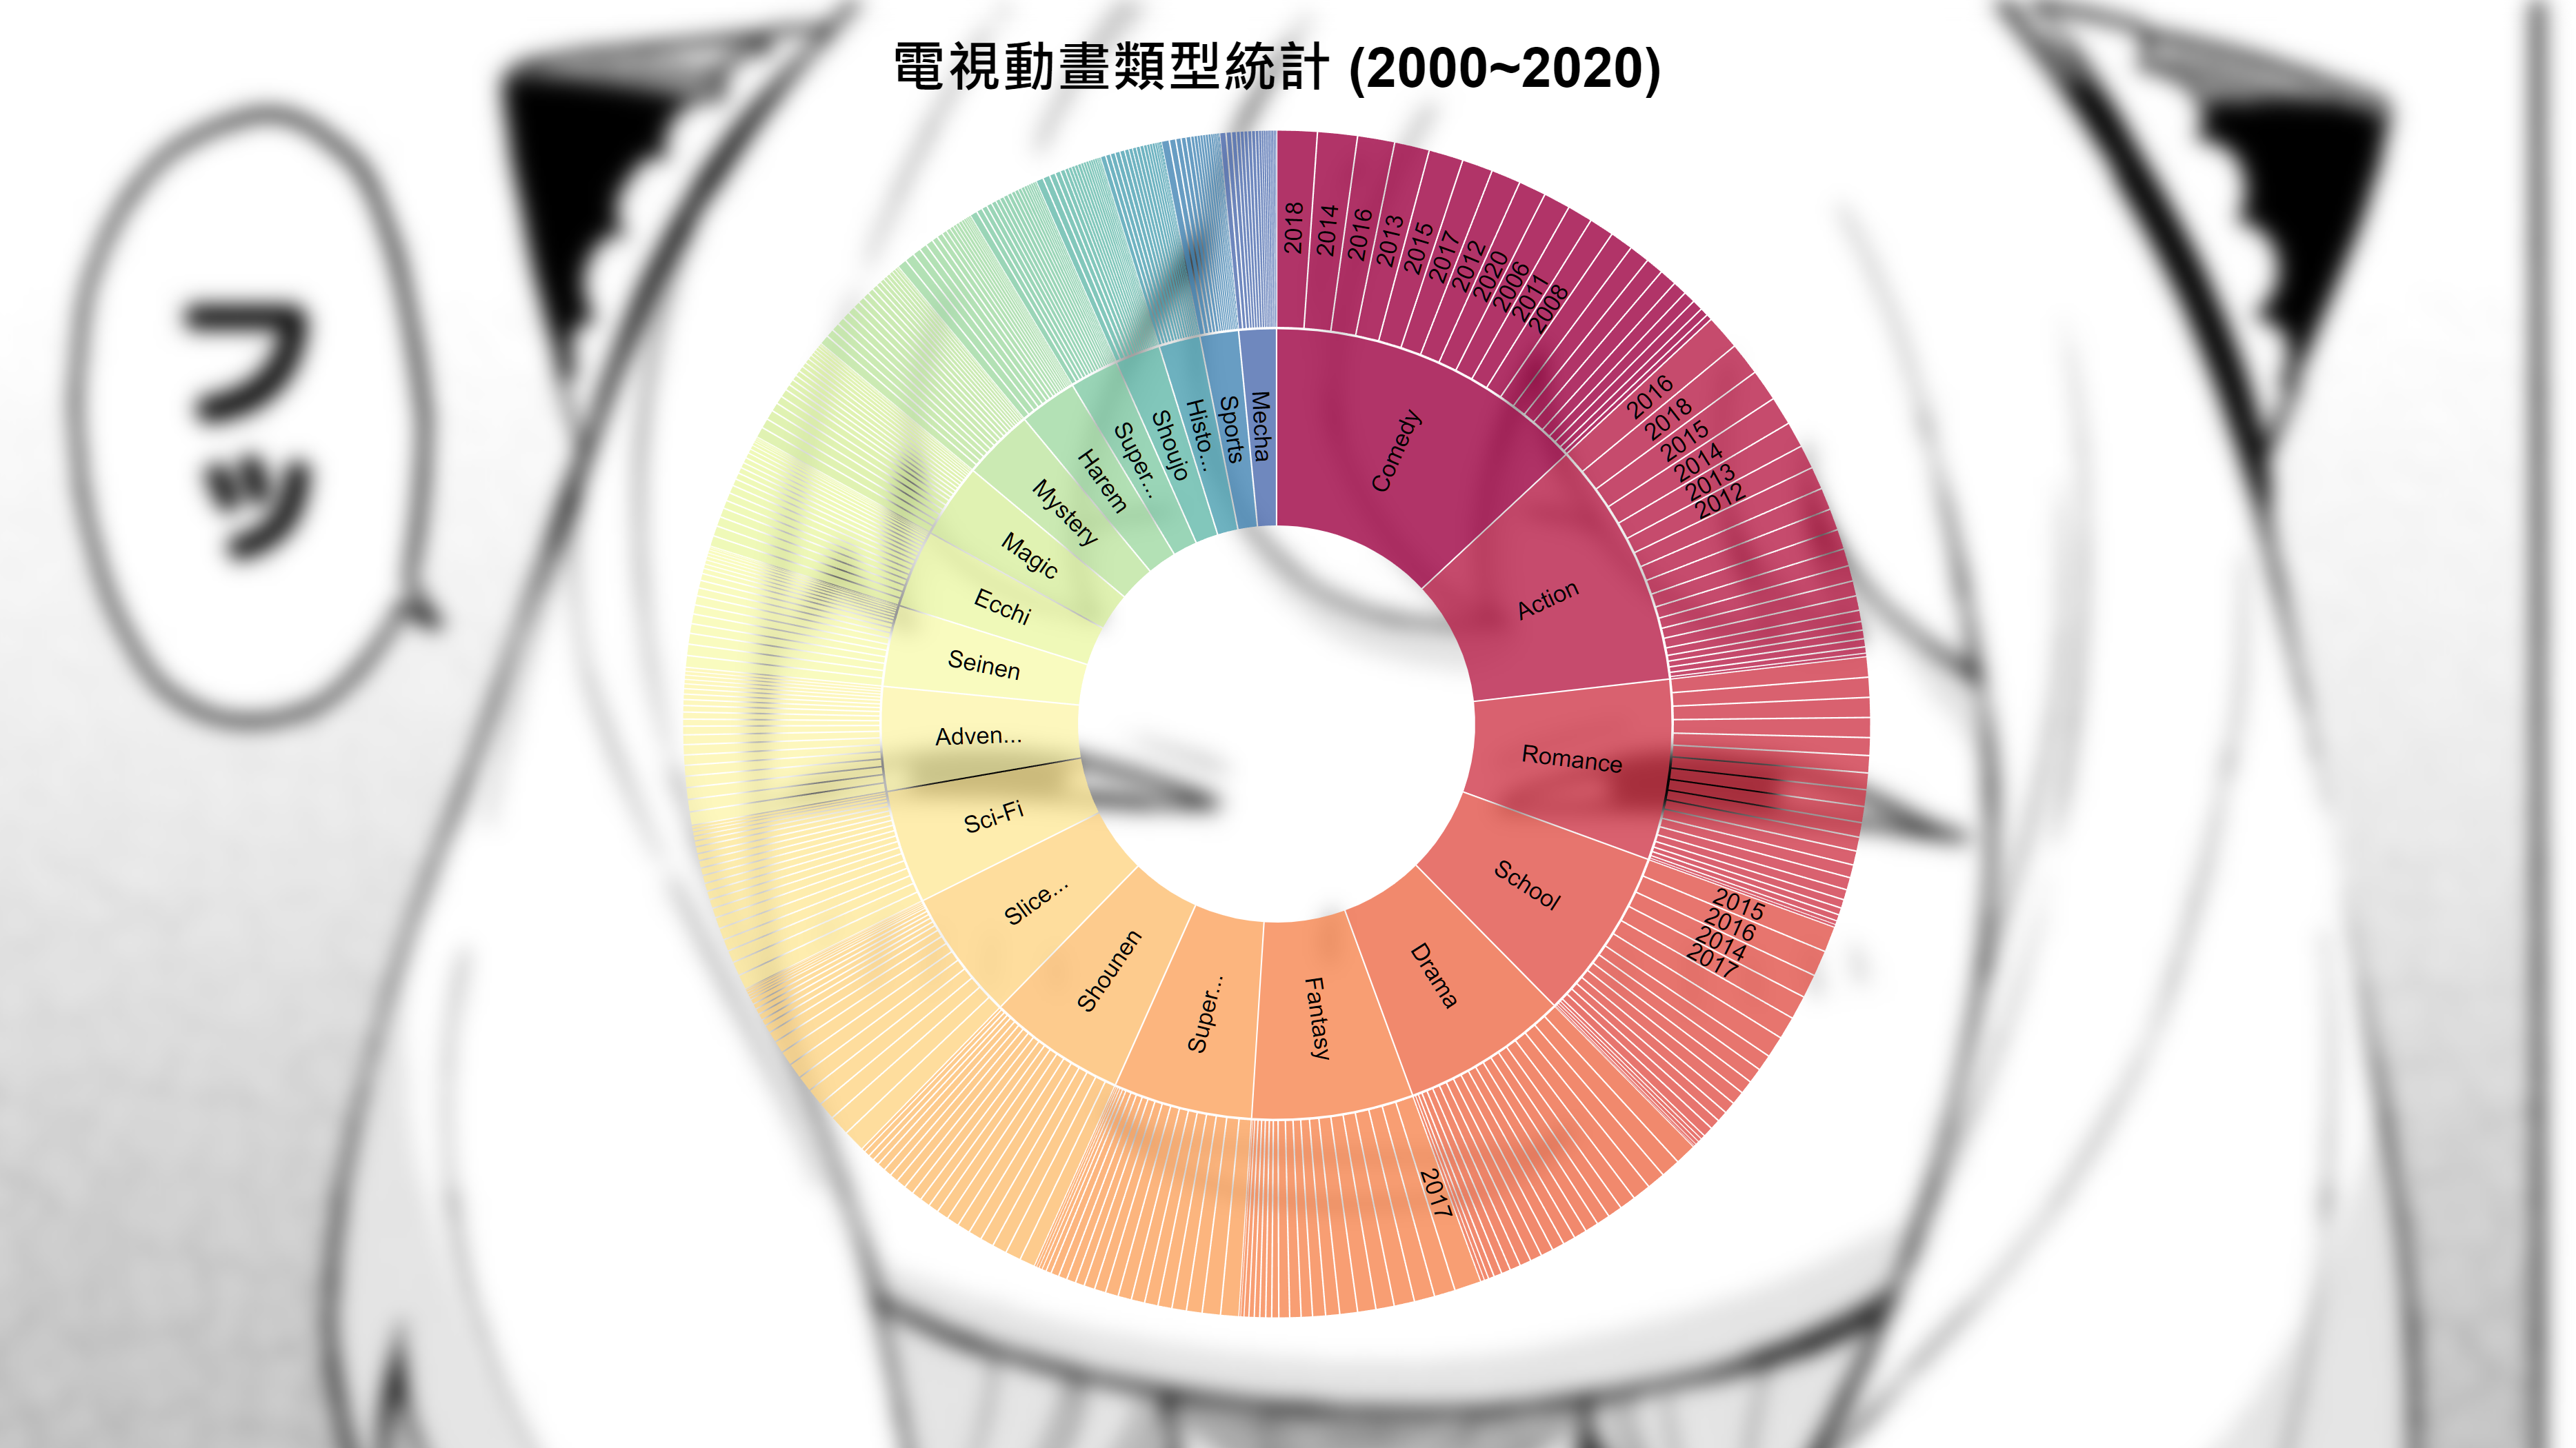 電視動畫類型統計 (2000~2020)
フッ
Comedy
2018
2014
2016
2013
2015
2017
2012
2020
2006
2011
2008
Action
2016
2018
2015
2014
2013
2012
Romance
School
2015
2016
2014
2017
Drama
Fantasy
2017
Super...
Shounen
Slice...
Sci-Fi
Adven...
Seinen
Ecchi
Magic
Mystery
Harem
Super...
Shoujo
Histo...
Sports
Mecha